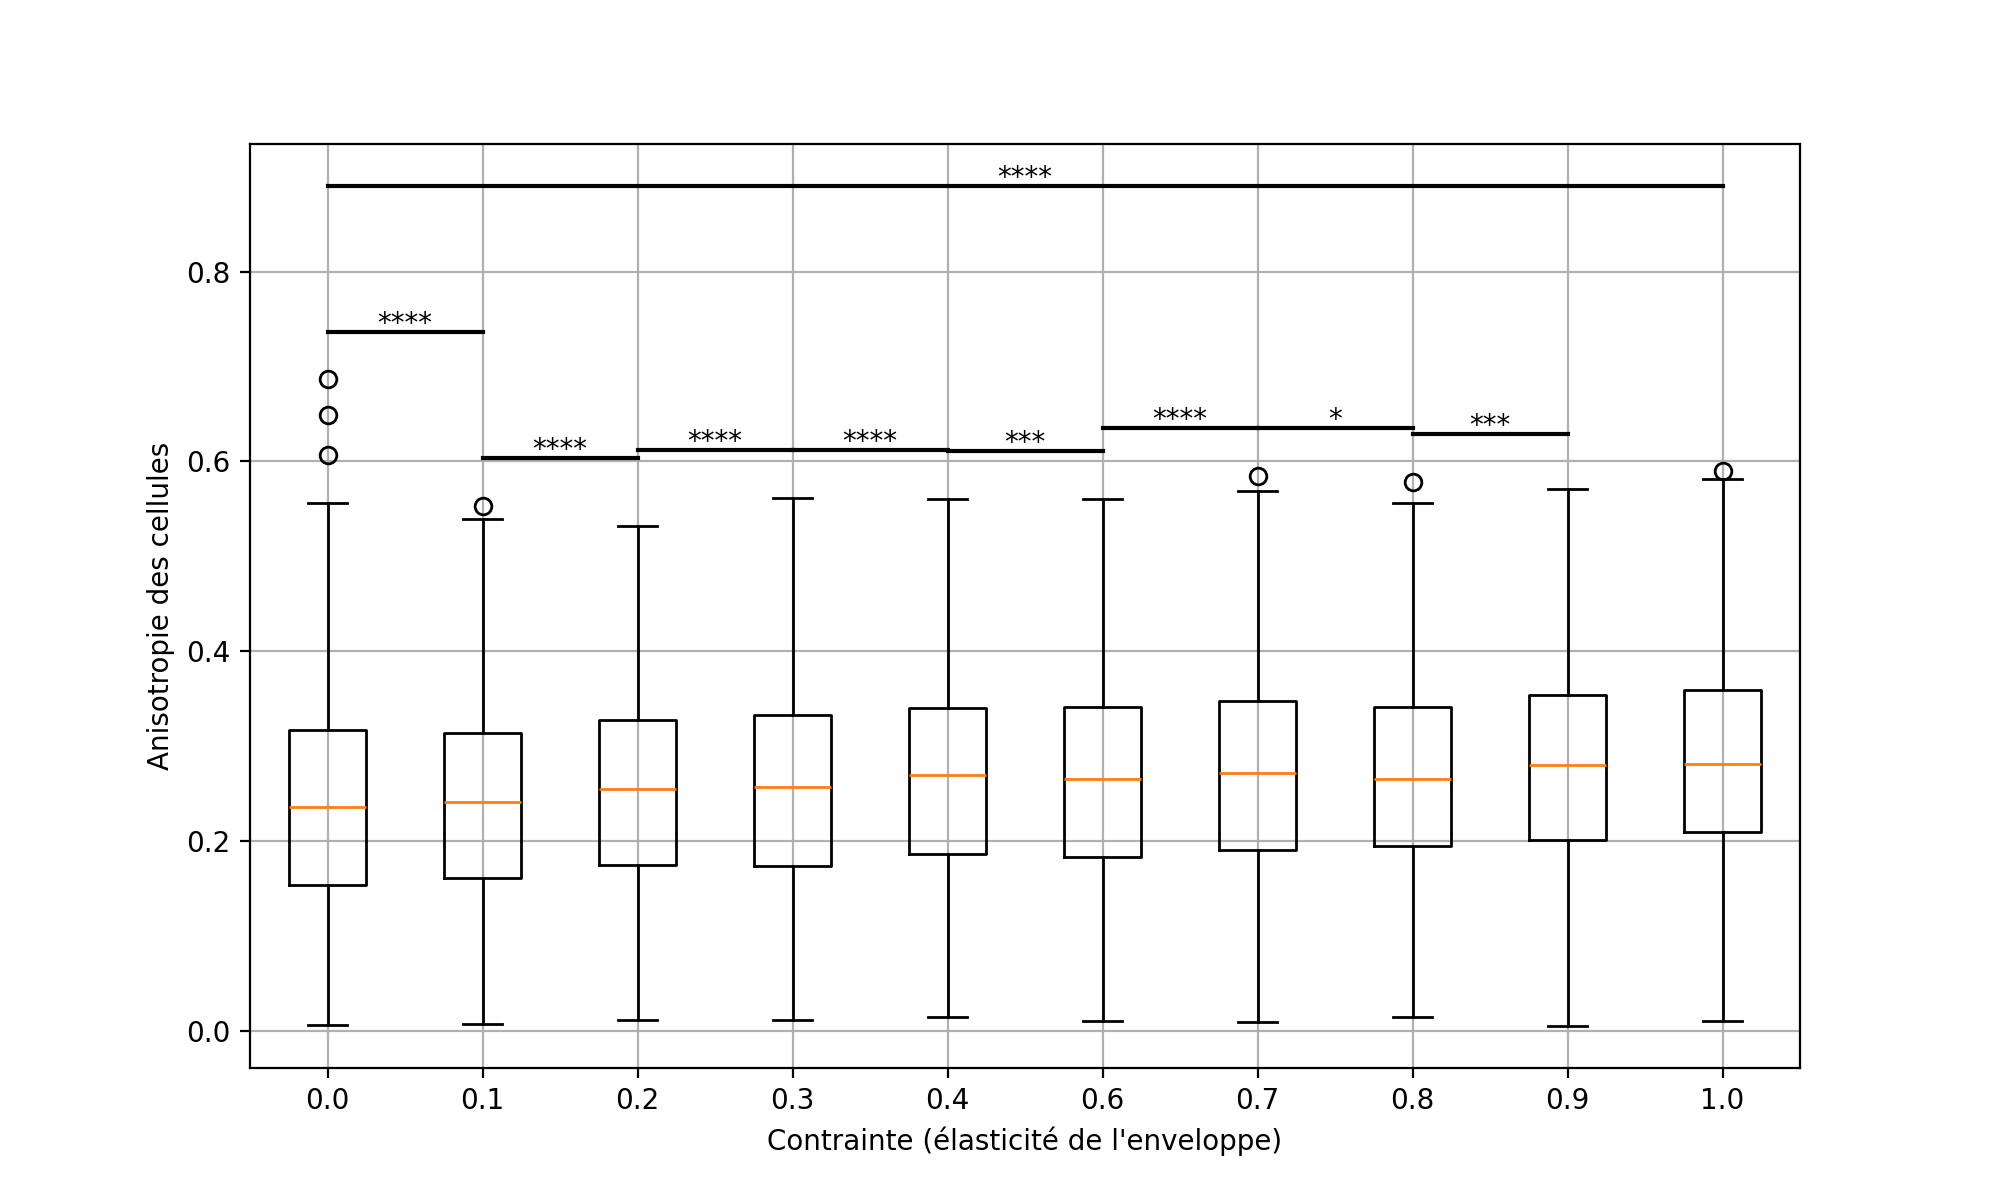 ****
0.8
****
**** * ***
**** **** **** ***
0.6
0.4
0.2
0.0
Anisotropie des cellules
0.0 0.1 0.2 0.3 0.4 0.6 0.7 0.8 0.9 1.0
Contrainte (élasticité de l'enveloppe)